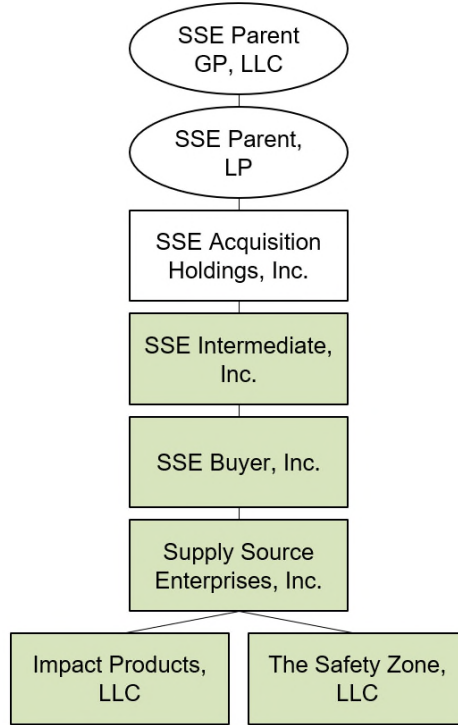 SSE Parent
GP, LLC
SSE Parent,
LP
SSE Acquisition
Holdings, Inc.
SSE Intermediate,
Inc.
SSE Buyer, Inc.
Supply Source
Enterprises, Inc.
Impact Products,
LLC
The Safety Zone,
LLC